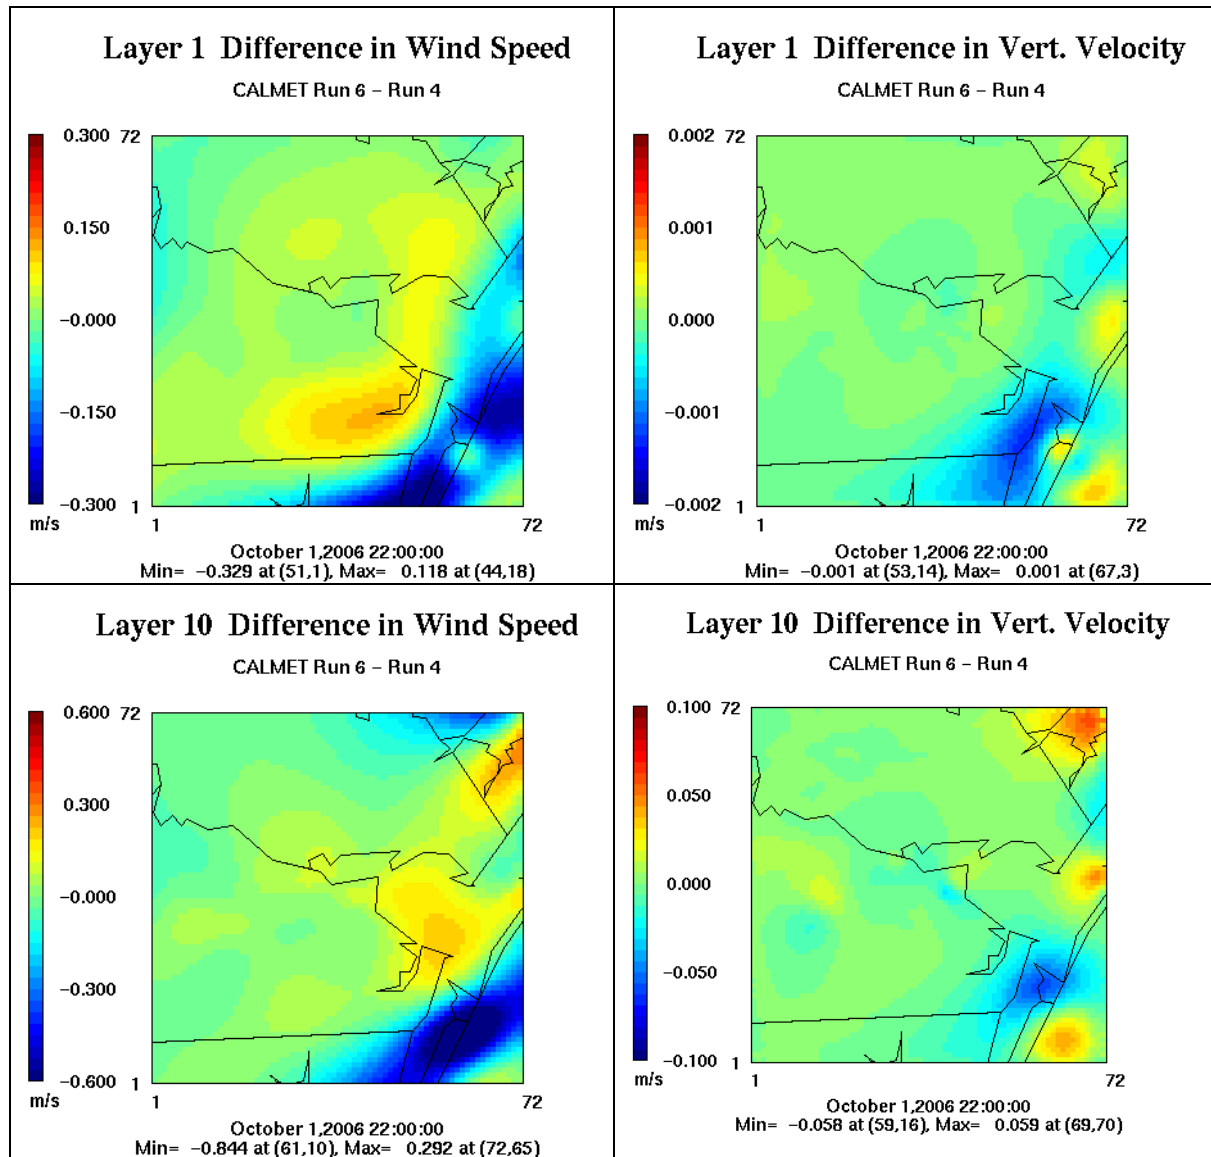 Layer 1 Difference in Wind Speed
CALMET Run 6 – Run 4
0.300
0.150
−0.000
−0.150
−0.300
m/s
72
1
1
72
October 1,2006 22:00:00
Min= −0.329 at (51,1), Max= 0.118 at (44,18)
Layer 1 Difference in Vert. Velocity
CALMET Run 6 – Run 4
0.002
0.001
0.000
−0.001
−0.002
m/s
72
1
1
72
October 1,2006 22:00:00
Min= −0.001 at (53,14), Max= 0.001 at (67,3)
Layer 10 Difference in Wind Speed
CALMET Run 6 – Run 4
0.600
0.300
−0.000
−0.300
−0.600
m/s
72
1
1
72
October 1,2006 22:00:00
Min= −0.844 at (61,10), Max= 0.292 at (72,65)
Layer 10 Difference in Vert. Velocity
CALMET Run 6 – Run 4
0.100
0.050
0.000
−0.050
−0.100
m/s
72
1
1
72
October 1,2006 22:00:00
Min= −0.058 at (59,16), Max= 0.059 at (69,70)